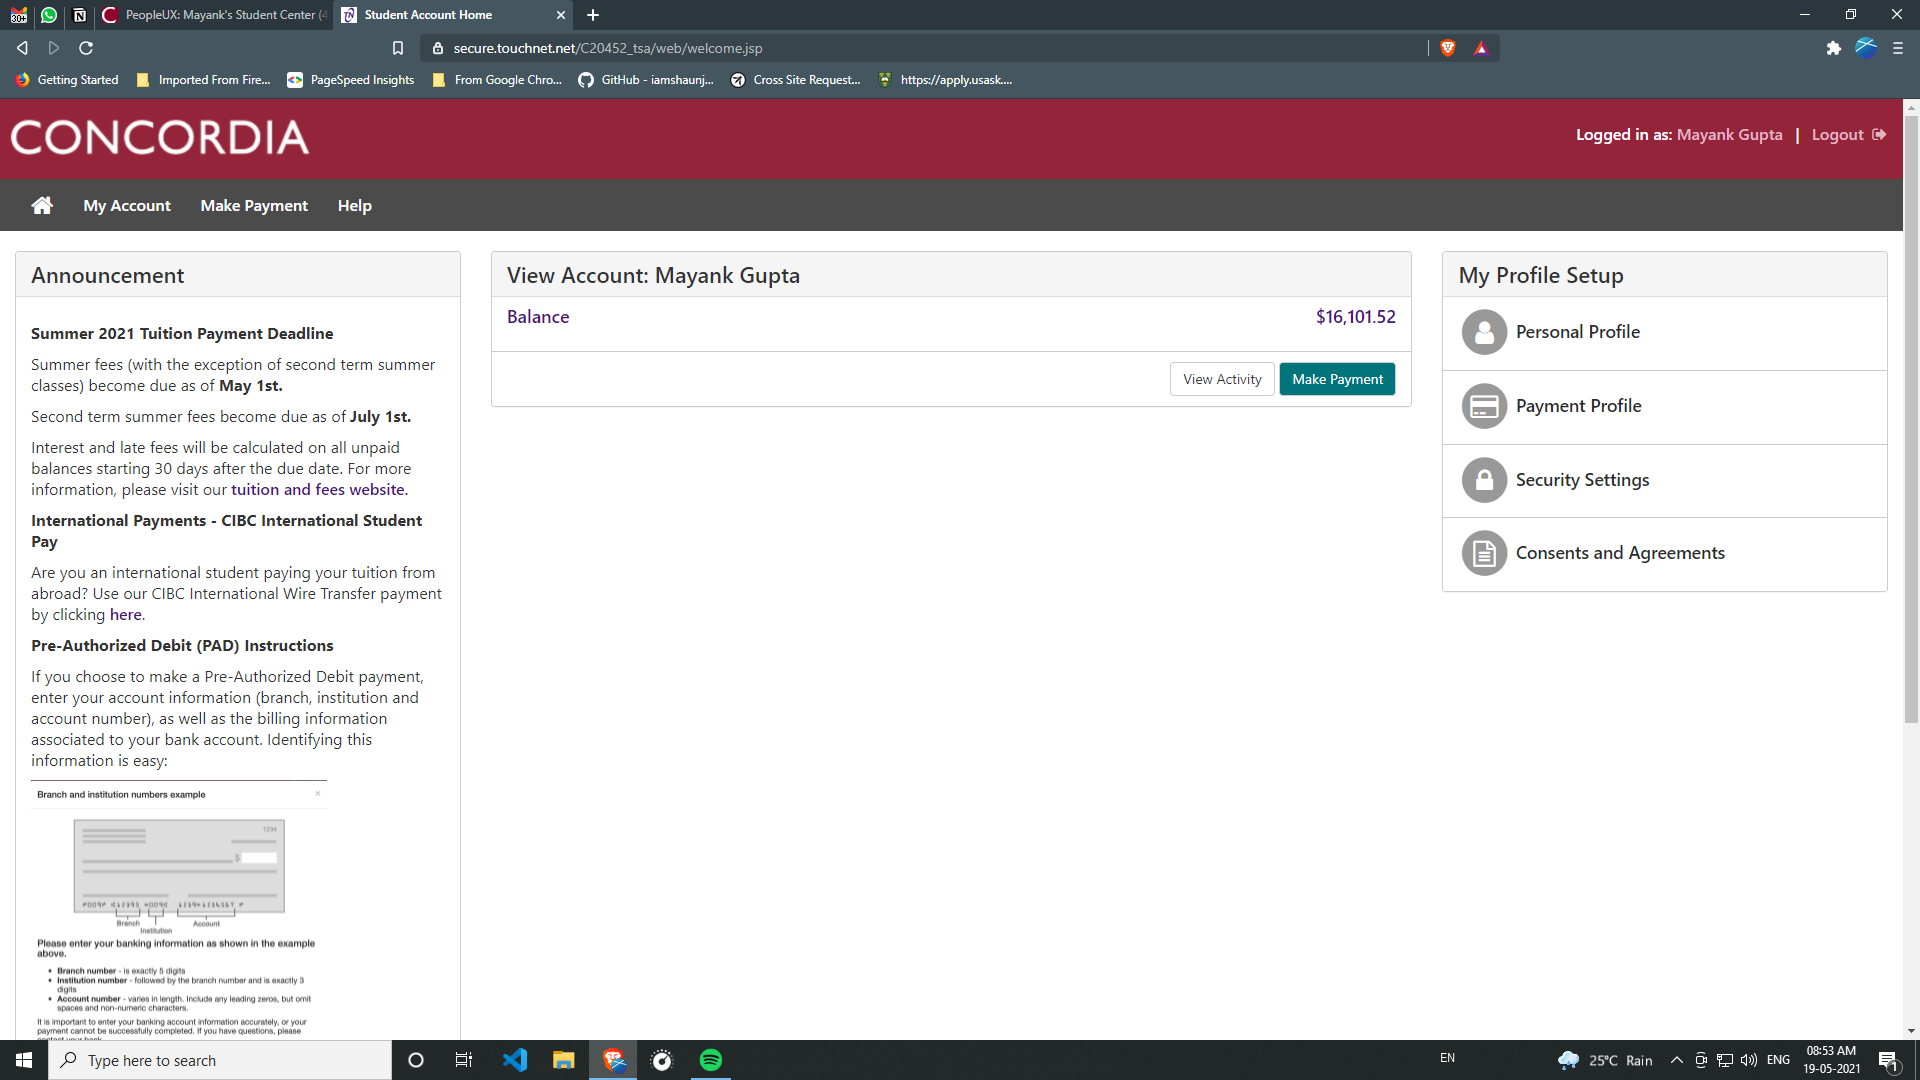 PeopleUX: Mayank's Student Center (4
Student Account Home
secure.touchnet.net/C20452_tsa/web/welcome.jsp
Getting Started
Imported From Fire...
PageSpeed Insights
From Google Chro...
GitHub - iamshaunj...
Cross Site Request...
https://apply.usask....
CONCORDIA
Logged in as: Mayank Gupta | Logout
My Account
Make Payment
Help
Announcement
Summer 2021 Tuition Payment Deadline
Summer fees (with the exception of second term summer
classes) become due as of May 1st.
Second term summer fees become due as of July 1st.
Interest and late fees will be calculated on all unpaid
balances starting 30 days after the due date. For more
information, please visit our tuition and fees website.
International Payments - CIBC International Student
Pay
Are you an international student paying your tuition from
abroad? Use our CIBC International Wire Transfer payment
by clicking here.
Pre-Authorized Debit (PAD) Instructions
If you choose to make a Pre-Authorized Debit payment,
enter your account information (branch, institution and
account number), as well as the billing information
associated to your bank account. Identifying this
information is easy:
Branch and institution numbers example
1234
$
Branch
Institution
Account
Please enter your banking information as shown in the example
above.
• Branch number - is exactly 5 digits
• Institution number - followed by the branch number and is exactly 3
digits
• Account number - varies in length. Include any leading zeros, but omit
spaces and non-numeric characters.
It is important to enter your banking account information accurately, or your
payment cannot be successfully completed. If you have questions, please
contact your bank.
View Account: Mayank Gupta
Balance
$16,101.52
View Activity
Make Payment
My Profile Setup
Personal Profile
Payment Profile
Security Settings
Consents and Agreements
Type here to search
EN
25°C Rain
ENG
08:53 AM
19-05-2021
1